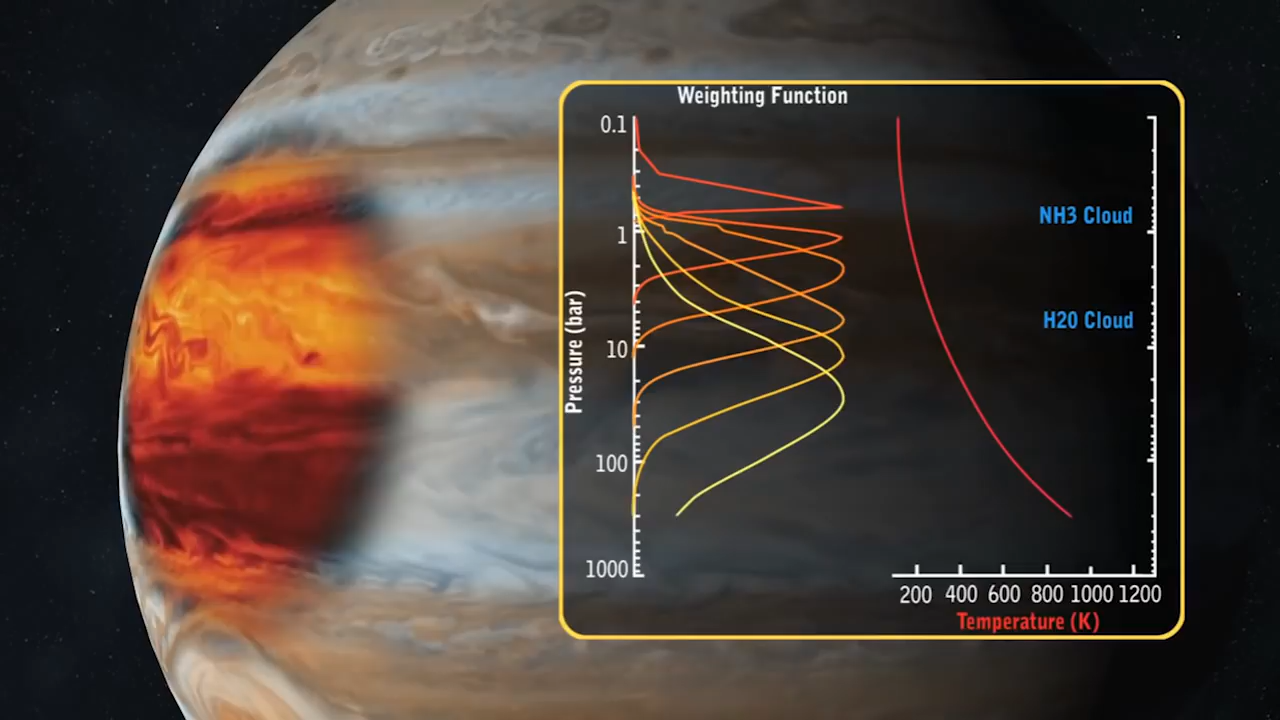 Weighting Function
0.1
1
10
100
1000
Pressure (bar)
NH3 Cloud
H20 Cloud
200 400 600 800 1000 1200
Temperature (K)